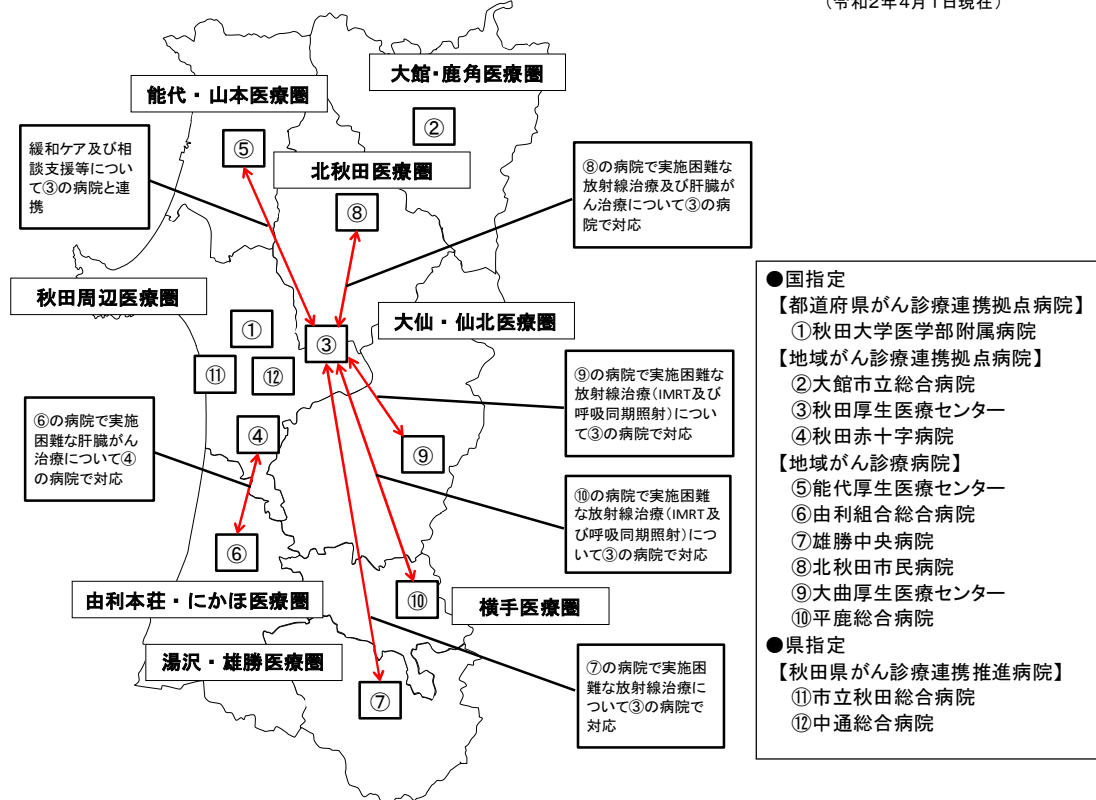 （令和2年4月1日現在）
大館・鹿角医療圏
能代・山本医療圏
②
緩和ケア及び相
談支援等につい
て③の病院と連
携
⑤
北秋田医療圏
⑧の病院で実施困難な
放射線治療及び肝臓が
ん治療について③の病
院で対応
⑧
秋田周辺医療圏
大仙・仙北医療圏
①
③
⑪
⑫
⑨の病院で実施困難な
放射線治療（IMRT及び
呼吸同期照射）につい
て③の病院で対応
⑥の病院で実施
困難な肝臓がん
治療について④
の病院で対応
④
⑨
⑩の病院で実施困難
な放射線治療（IMRT及
び呼吸同期照射）につ
いて③の病院で対応
⑥
由利本荘・にかほ医療圏
⑩
横手医療圏
湯沢・雄勝医療圏
⑦の病院で実施困
難な放射線治療に
ついて③の病院で
対応
⑦
●国指定
【都道府県がん診療連携拠点病院】
①秋田大学医学部附属病院
【地域がん診療連携拠点病院】
②大館市立総合病院
③秋田厚生医療センター
④秋田赤十字病院
【地域がん診療病院】
⑤能代厚生医療センター
⑥由利組合総合病院
⑦雄勝中央病院
⑧北秋田市民病院
⑨大曲厚生医療センター
⑩平鹿総合病院
●県指定
【秋田県がん診療連携推進病院】
⑪市立秋田総合病院
⑫中通総合病院